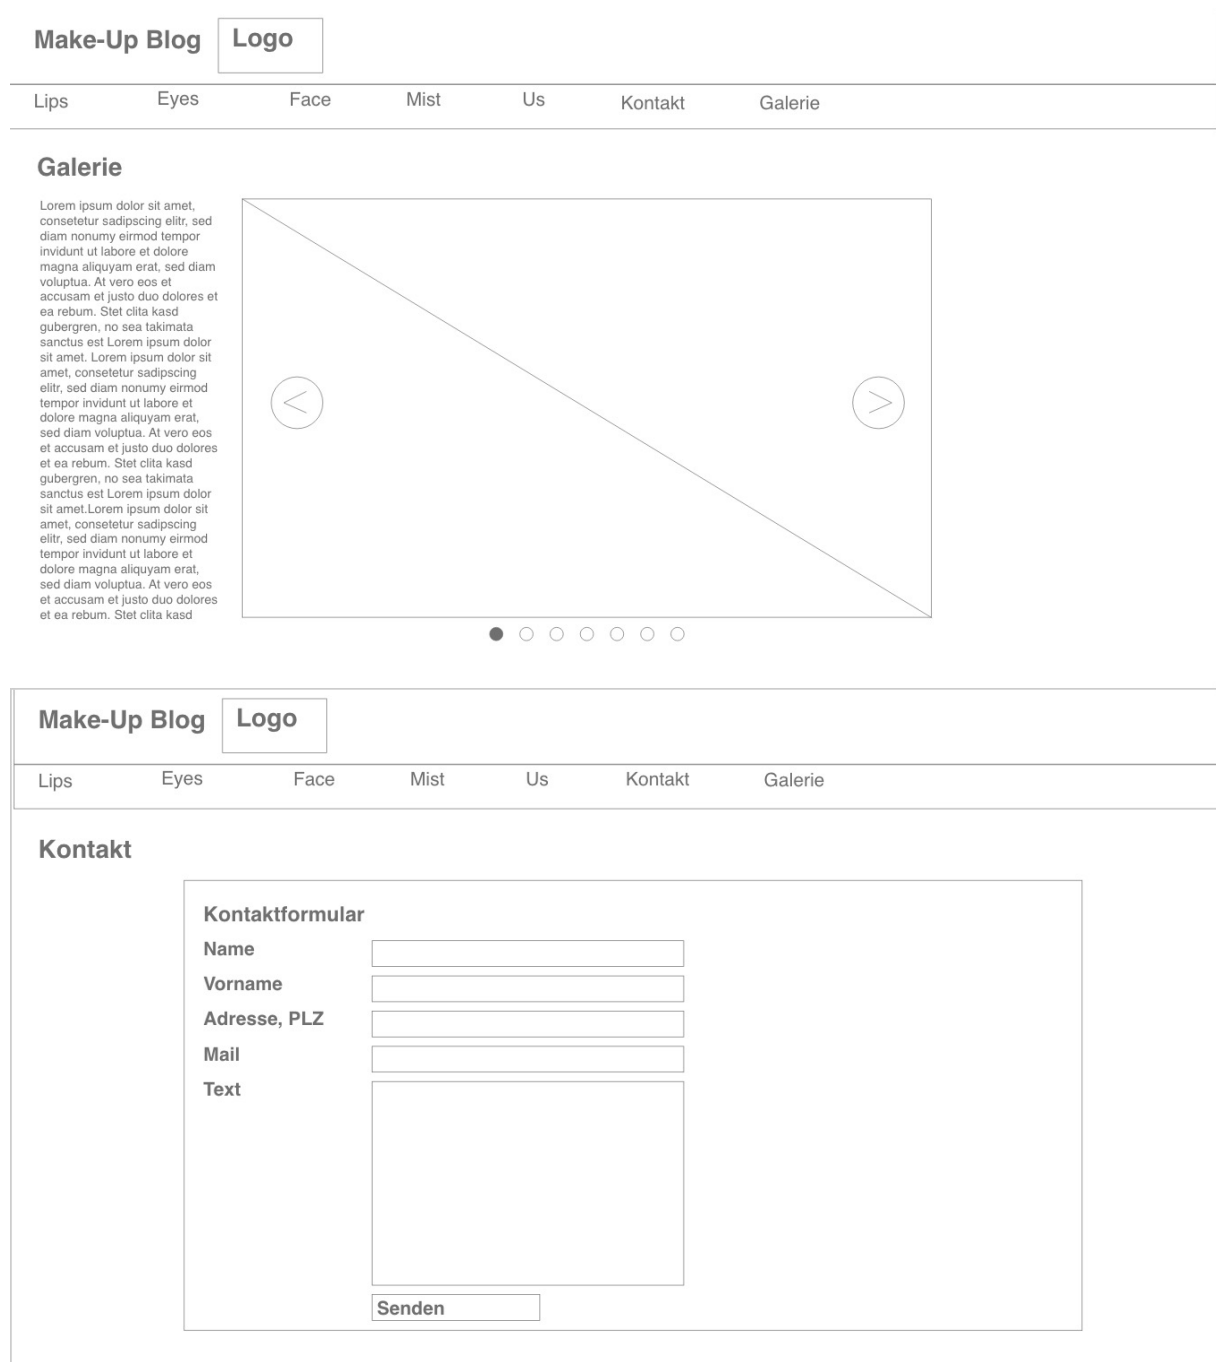 Make-Up Blog Logo
Lips Eyes Face Mist Us Kontakt Galerie
Galerie
Lorem ipsum dolor sit amet,
consetetur sadipscing elitr, sed
diam nonumy eirmod tempor
invidunt ut labore et dolore
magna aliquyam erat, sed diam
voluptua. At vero eos et
accusam et justo duo dolores et
ea rebum. Stet clita kasd
gubergren, no sea takimata
sanctus est Lorem ipsum dolor
sit amet. Lorem ipsum dolor sit
amet, consetetur sadipscing
elitr, sed diam nonumy eirmod
tempor invidunt ut labore et
dolore magna aliquyam erat,
sed diam voluptua. At vero eos
et accusam et justo duo dolores
et ea rebum. Stet clita kasd
gubergren, no sea takimata
sanctus est Lorem ipsum dolor
sit amet.Lorem ipsum dolor sit
amet, consetetur sadipscing
elitr, sed diam nonumy eirmod
tempor invidunt ut labore et
dolore magna aliquyam erat,
sed diam voluptua. At vero eos
et accusam et justo duo dolores
et ea rebum. Stet clita kasd
Make-Up Blog Logo
Lips Eyes Face Mist Us Kontakt Galerie
Kontakt
Kontaktformular
Name
Vorname
Adresse, PLZ
Mail
Text
Senden